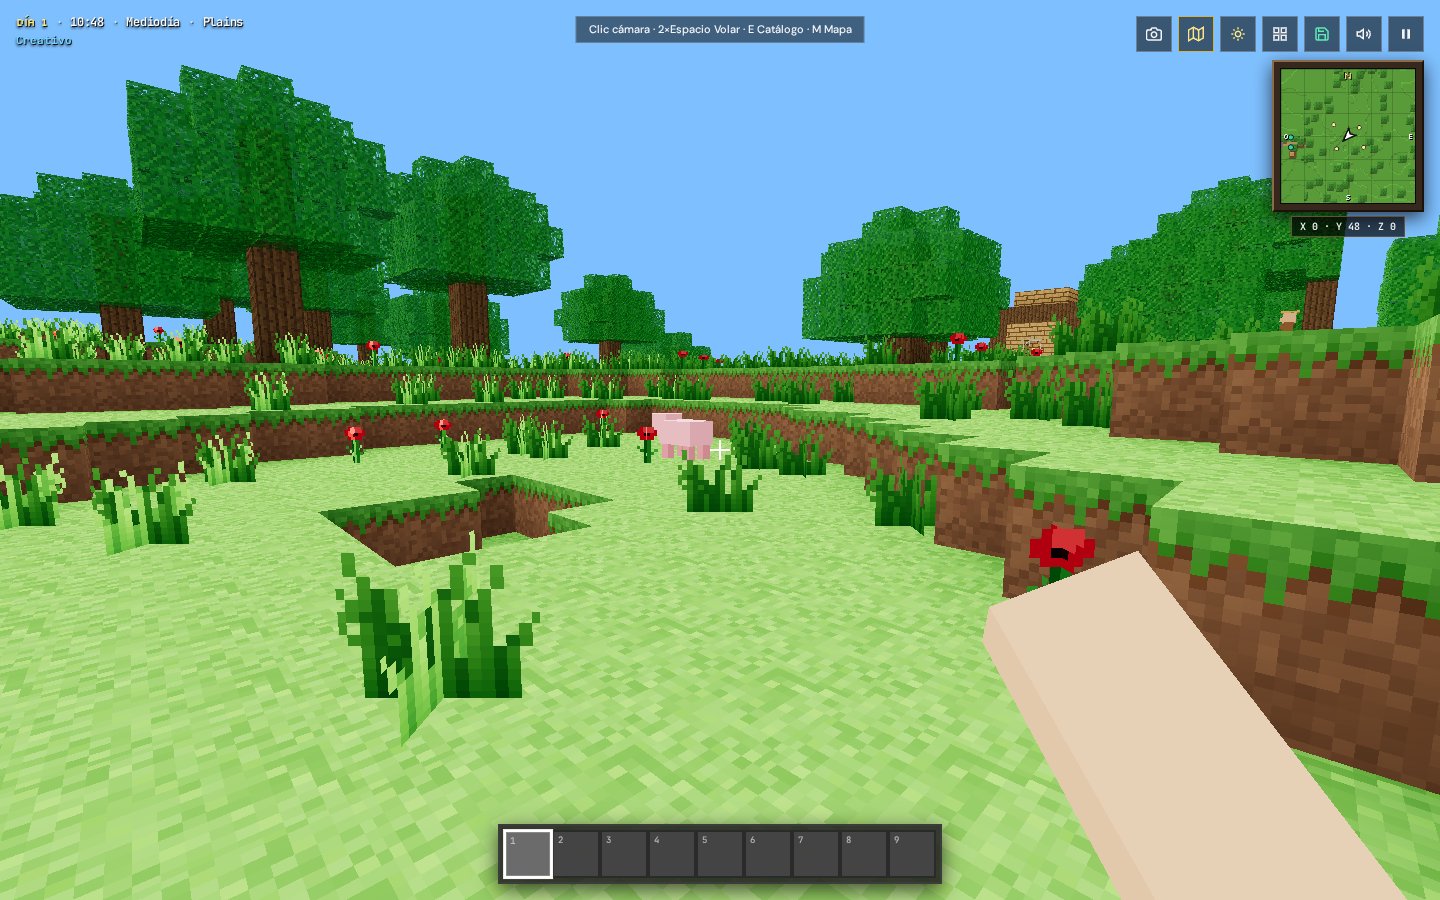 DÍA 1 · 10:48 · Mediodía · Plains
Creativo
Clic cámara · 2×Espacio Volar · E Catálogo · M Mapa
N
O
E
S
X 0 · Y 48 · Z 0
1 2 3 4 5 6 7 8 9